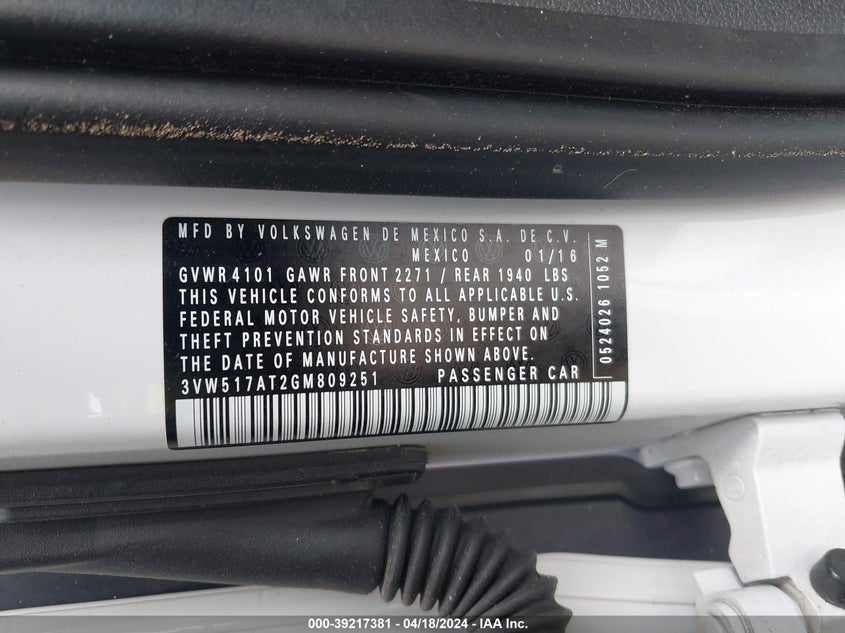 MFD BY VOLKSWAGEN DE MEXICO S.A. DE C.V.
MEXICO 01/16
GVWR 4101 GAWR FRONT 2271 / REAR 1940 LBS
THIS VEHICLE CONFORMS TO ALL APPLICABLE U.S.
FEDERAL MOTOR VEHICLE SAFETY, BUMPER AND
THEFT PREVENTION STANDARDS IN EFFECT ON
THE DATE OF MANUFACTURE SHOWN ABOVE.
3VW517AT2GM809251 PASSENGER CAR
0524026 1052 M
000-39217381 - 04/18/2024 - IAA Inc.